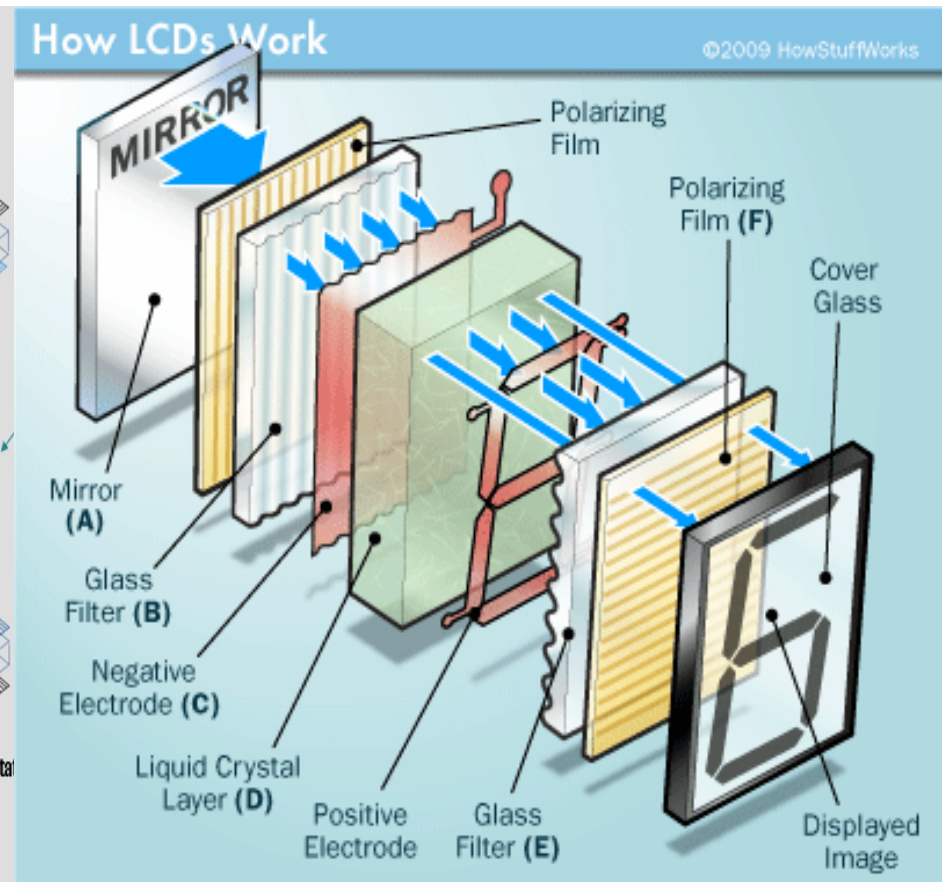 How LCDs Work
©2009 HowStuffWorks
MIRROR
Polarizing
Film
Polarizing
Film (F)
Cover
Glass
Mirror
(A)
Glass
Filter (B)
Negative
Electrode (C)
Liquid Crystal
Layer (D)
Positive
Electrode
Glass
Filter (E)
Displayed
Image